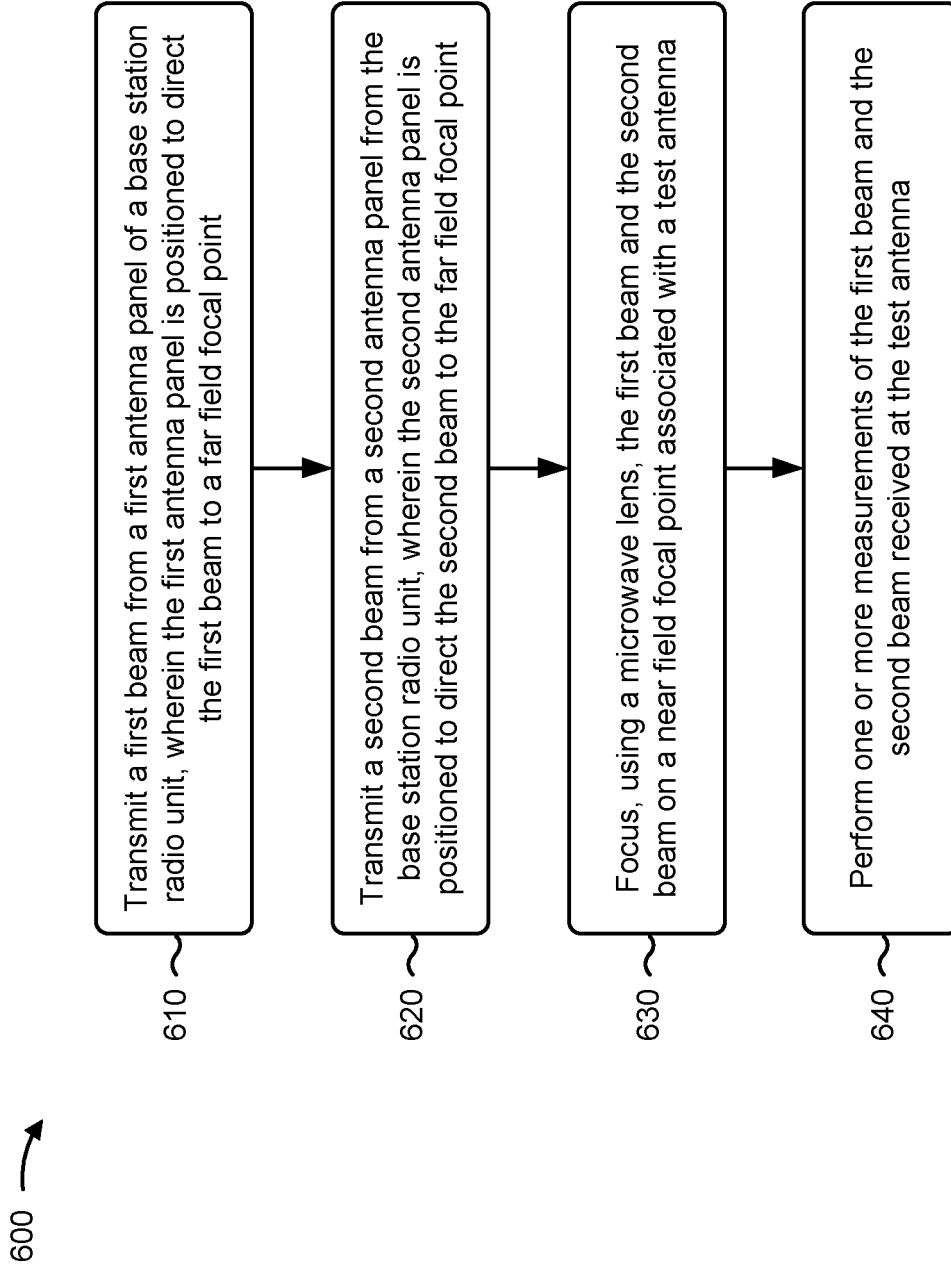 600
610
Transmit a first beam from a first antenna panel of a base station
radio unit, wherein the first antenna panel is positioned to direct
the first beam to a far field focal point
620
Transmit a second beam from a second antenna panel from the
base station radio unit, wherein the second antenna panel is
positioned to direct the second beam to the far field focal point
630
Focus, using a microwave lens, the first beam and the second
beam on a near field focal point associated with a test antenna
640
Perform one or more measurements of the first beam and the
second beam received at the test antenna